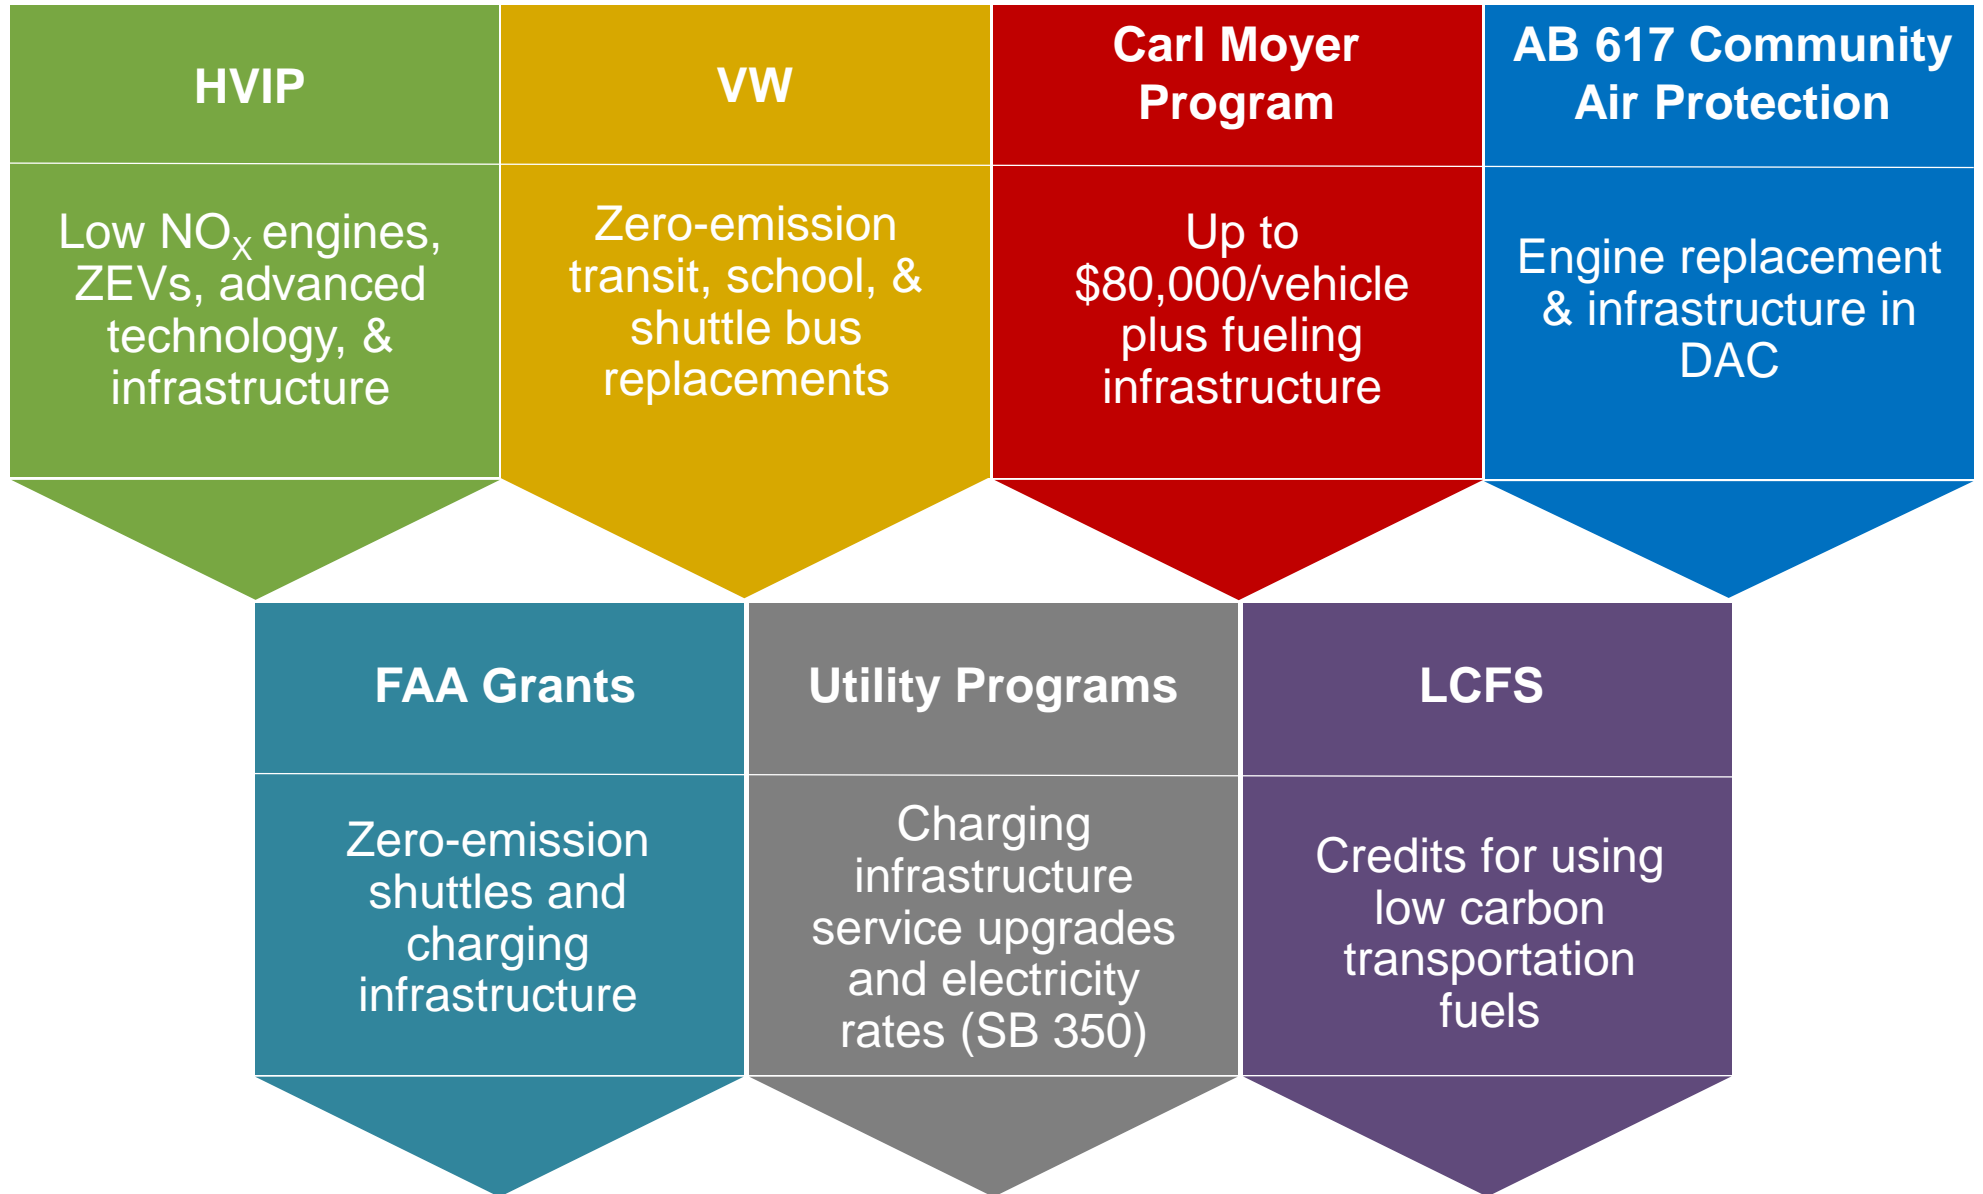 HVIP
Low NOX engines,
ZEVs, advanced
technology, &
infrastructure
VW
Zero-emission
transit, school, &
shuttle bus
replacements
Carl Moyer
Program
Up to
$80,000/vehicle
plus fueling
infrastructure
AB 617 Community
Air Protection
Engine replacement
& infrastructure in
DAC
FAA Grants
Zero-emission
shuttles and
charging
infrastructure
Utility Programs
Charging
infrastructure
service upgrades
and electricity
rates (SB 350)
LCFS
Credits for using
low carbon
transportation
fuels